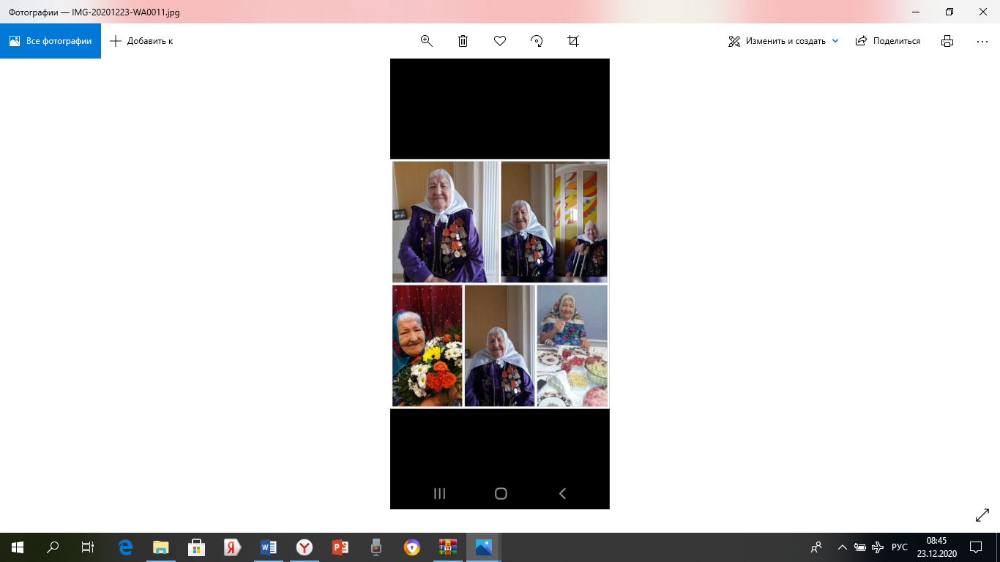 Фотографии — IMG-20201223-WA0011.jpg
Все фотографии
Добавить к
Изменить и создать
Поделиться
РУС
08:45
23.12.2020